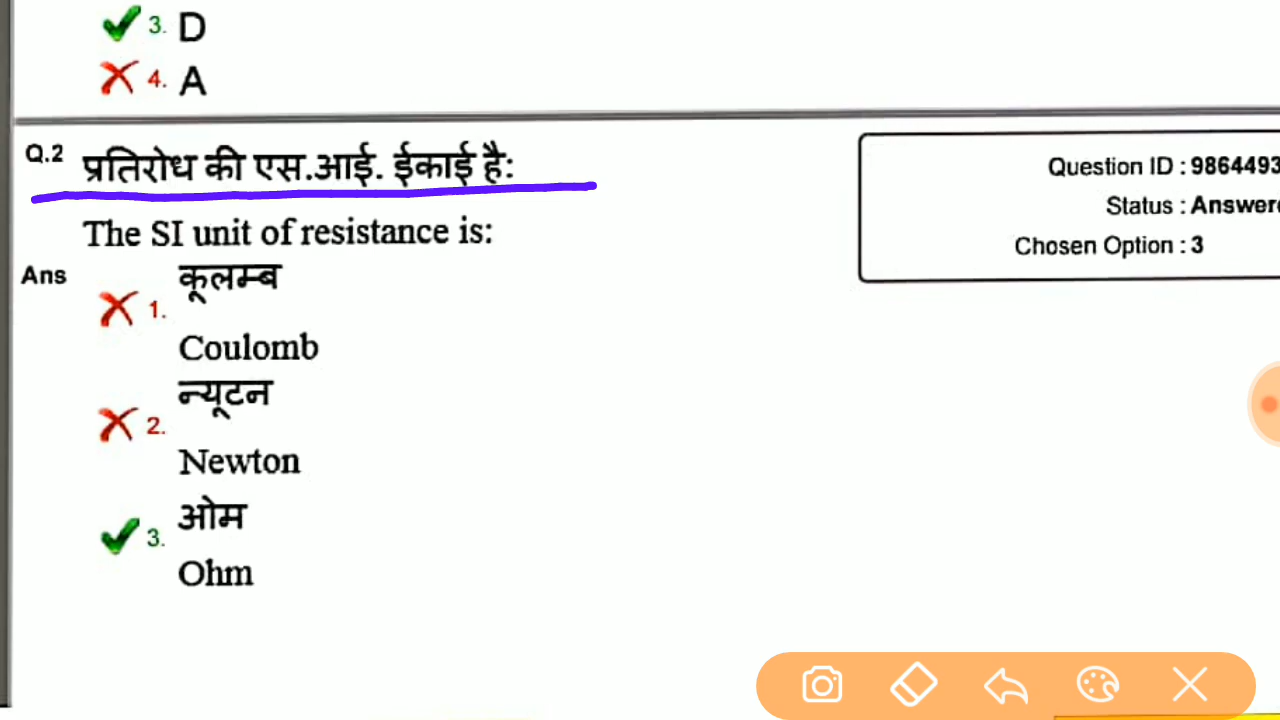 3. D
4. A
Q.2 प्रतिरोध की एस.आई. ईकाई है:
The SI unit of resistance is:
Question ID : 9864493
Status : Answere
Chosen Option : 3
Ans
कूलम्ब
1.
Coulomb
न्यूटन
2.
Newton
ओम
3.
Ohm